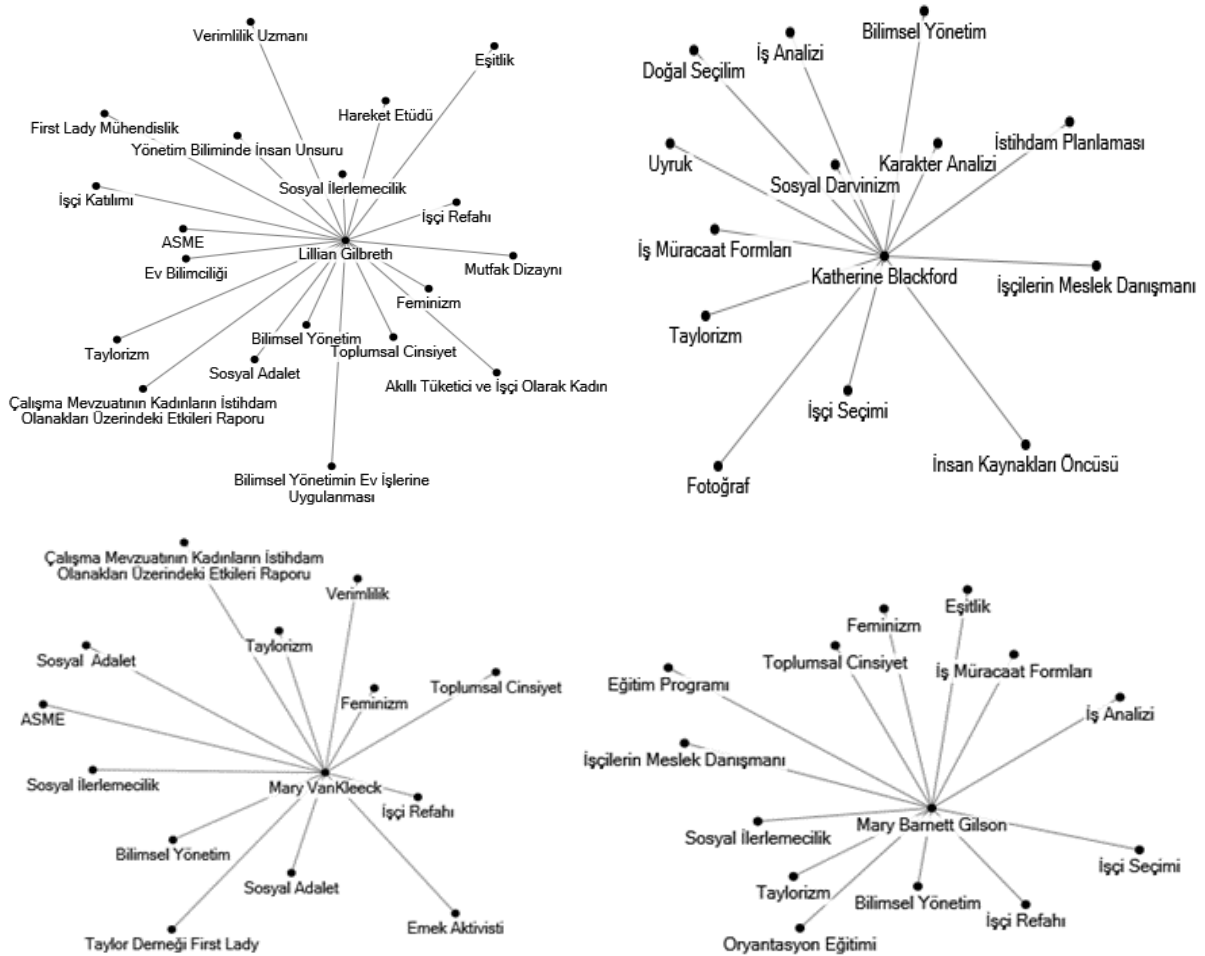 Verimlilik Uzmanı
Eşitlik
Hareket Etüdü
First Lady Mühendislik
Yönetim Biliminde İnsan Unsuru
Sosyal İlerlemecilik
İşçi Katılımı
İşçi Refahı
ASME
Lillian Gilbreth
Ev Bilimciliği
Mutfak Dizaynı
Feminizm
Bilimsel Yönetim
Toplumsal Cinsiyet
Taylorizm
Sosyal Adalet
Akıllı Tüketici ve İşçi Olarak Kadın
Çalışma Mevzuatının Kadınların İstihdam
Olanakları Üzerindeki Etkileri Raporu
Bilimsel Yönetimin Ev İşlerine
Uygulanması
Bilimsel Yönetim
İş Analizi
Doğal Seçilim
İstihdam Planlaması
Uyruk
Karakter Analizi
Sosyal Darvinizm
İş Müracaat Formları
Katherine Blackford
İşçilerin Meslek Danışmanı
Taylorizm
İşçi Seçimi
İnsan Kaynakları Öncüsü
Fotoğraf
Çalışma Mevzuatının Kadınların İstihdam
Olanakları Üzerindeki Etkileri Raporu
Verimlilik
Taylorizm
Sosyal Adalet
Toplumsal Cinsiyet
Feminizm
ASME
Sosyal İlerlemecilik
Mary VanKleeck
İşçi Refahı
Bilimsel Yönetim
Sosyal Adalet
Emek Aktivisti
Taylor Derneği First Lady
Eşitlik
Feminizm
Toplumsal Cinsiyet
İş Müracaat Formları
Eğitim Programı
İş Analizi
İşçilerin Meslek Danışmanı
Sosyal İlerlemecilik
Mary Barnett Gilson
İşçi Seçimi
Taylorizm
Bilimsel Yönetim
İşçi Refahı
Oryantasyon Eğitimi